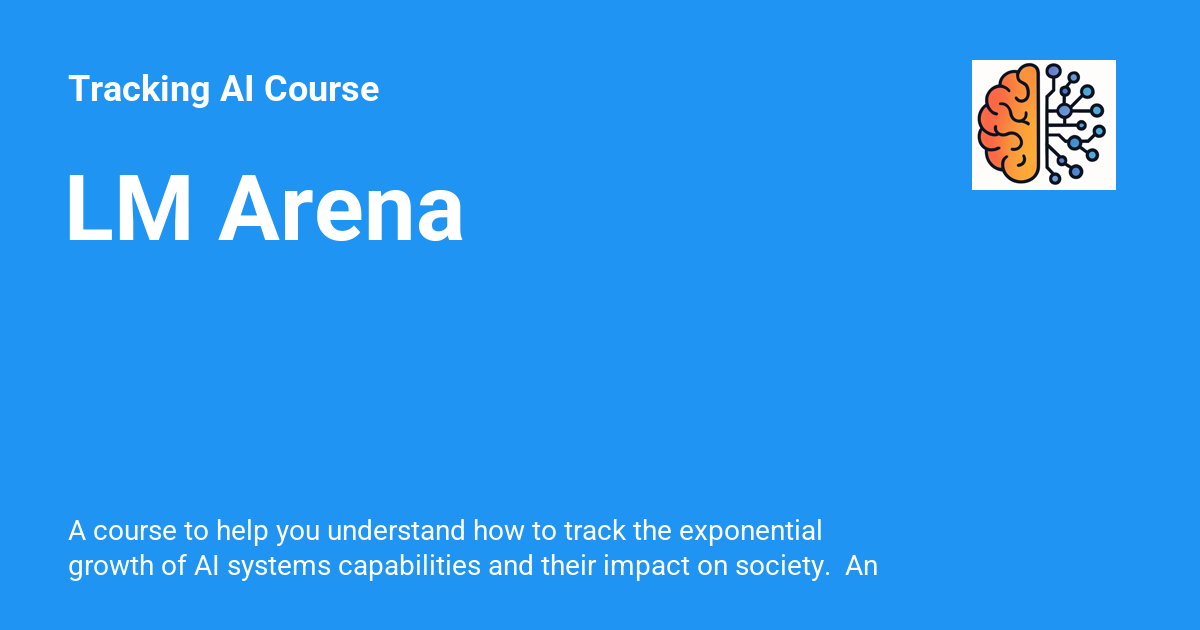 Tracking AI Course
LM Arena
A course to help you understand how to track the exponential
growth of AI systems capabilities and their impact on society.  An